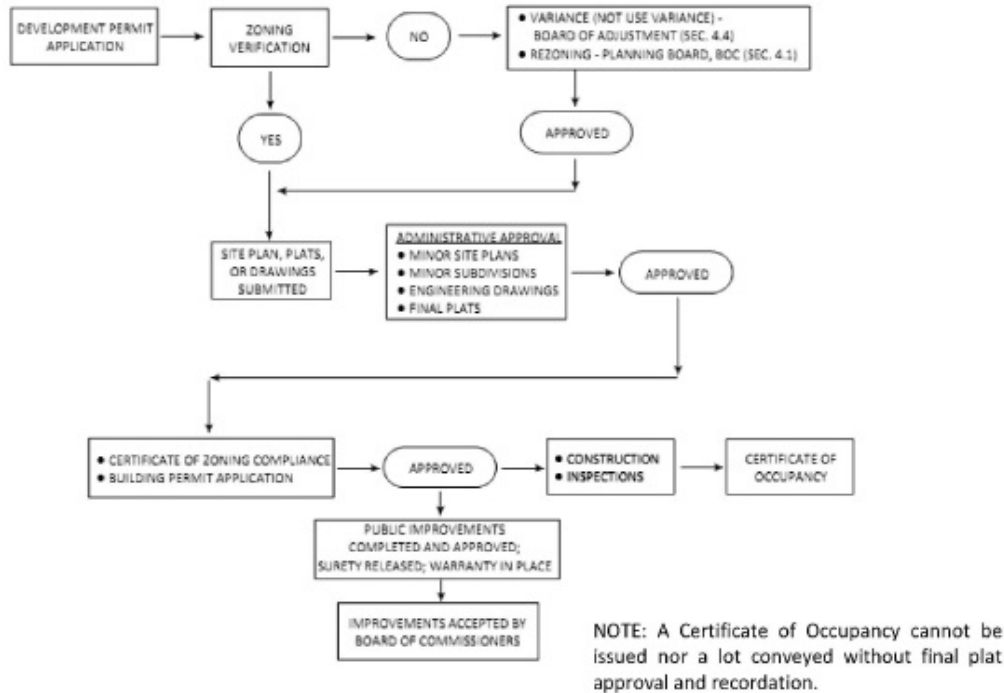 DEVELOPMENT PERMIT
APPLICATION
ZONING
VERIFICATION
NO
● VARIANCE (NOT USE VARIANCE) -
BOARD OF ADJUSTMENT (SEC. 4.4)
● REZONING - PLANNING BOARD, BOC (SEC. 4.1)
YES
APPROVED
SITE PLAN, PLATS,
OR DRAWINGS
SUBMITTED
ADMINISTRATIVE APPROVAL
● MINOR SITE PLANS
● MINOR SUBDIVISIONS
● ENGINEERING DRAWINGS
● FINAL PLATS
APPROVED
● CERTIFICATE OF ZONING COMPLIANCE
● BUILDING PERMIT APPLICATION
APPROVED
● CONSTRUCTION
● INSPECTIONS
CERTIFICATE OF
OCCUPANCY
PUBLIC IMPROVEMENTS
COMPLETED AND APPROVED;
SURETY RELEASED; WARRANTY IN PLACE
IMPROVEMENTS ACCEPTED BY
BOARD OF COMMISSIONERS
NOTE: A Certificate of Occupancy cannot be
issued nor a lot conveyed without final plat
approval and recordation.